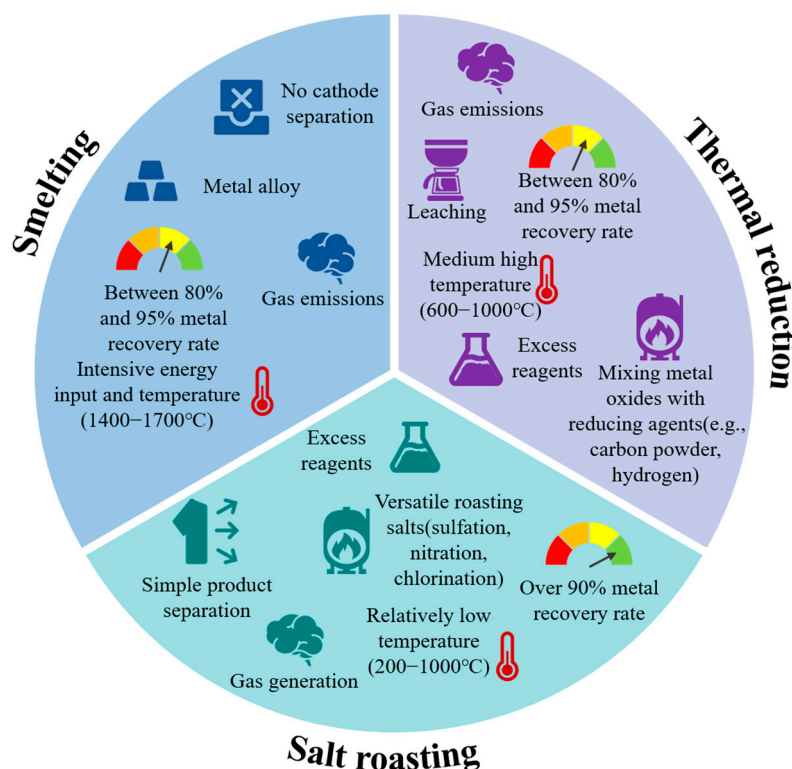 Smelting
No cathode
separation
Metal alloy
Gas emissions
Between 80%
and 95% metal
recovery rate
Intensive energy
input and temperature
(1400−1700℃)
Thermal reduction
Gas emissions
Leaching
Between 80%
and 95% metal
recovery rate
Medium high
temperature
(600−1000℃)
Excess
reagents
Mixing metal
oxides with
reducing agents(e.g.,
carbon powder,
hydrogen)
Excess
reagents
Versatile roasting
salts(sulfation,
nitration,
chlorination)
Simple product
separation
Over 90% metal
recovery rate
Relatively low
temperature
(200−1000℃)
Gas generation
Salt roasting